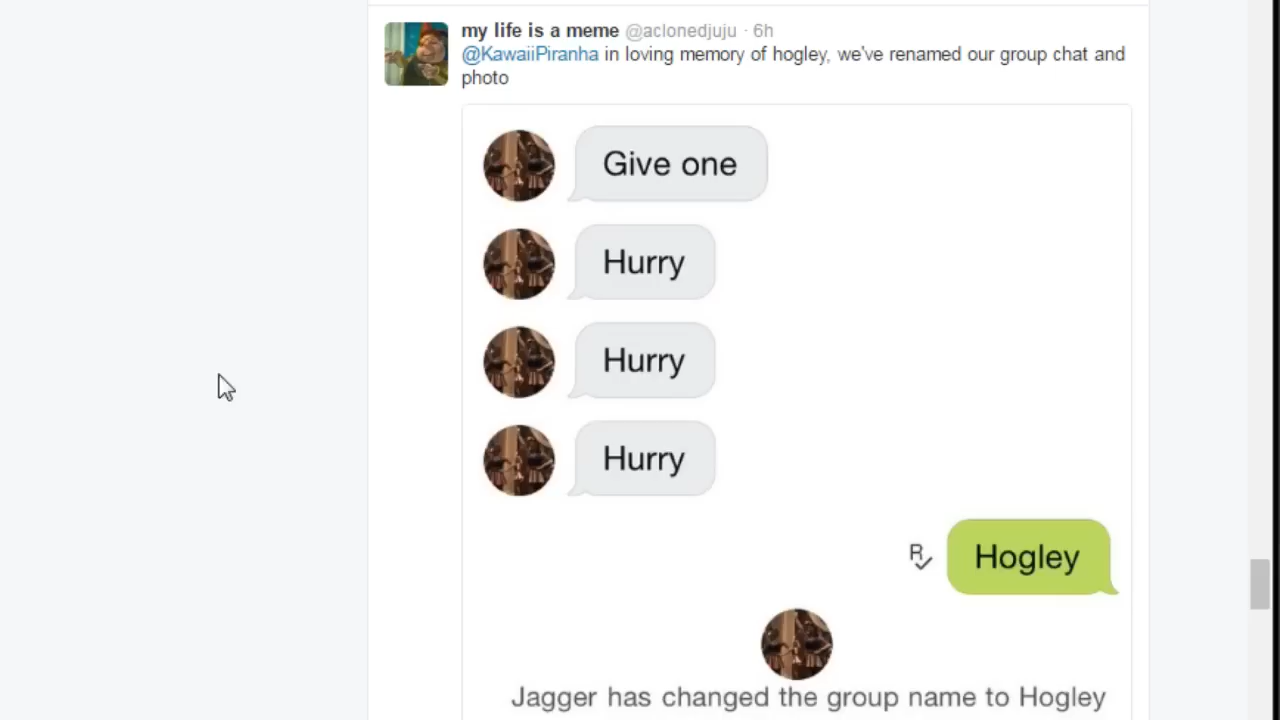 my life is a meme @aclonedjuju · 6h
@KawaiiPiranha in loving memory of hogley, we've renamed our group chat and
photo
Give one
Hurry
Hurry
Hurry
R
Hogley
Jagger has changed the group name to Hogley